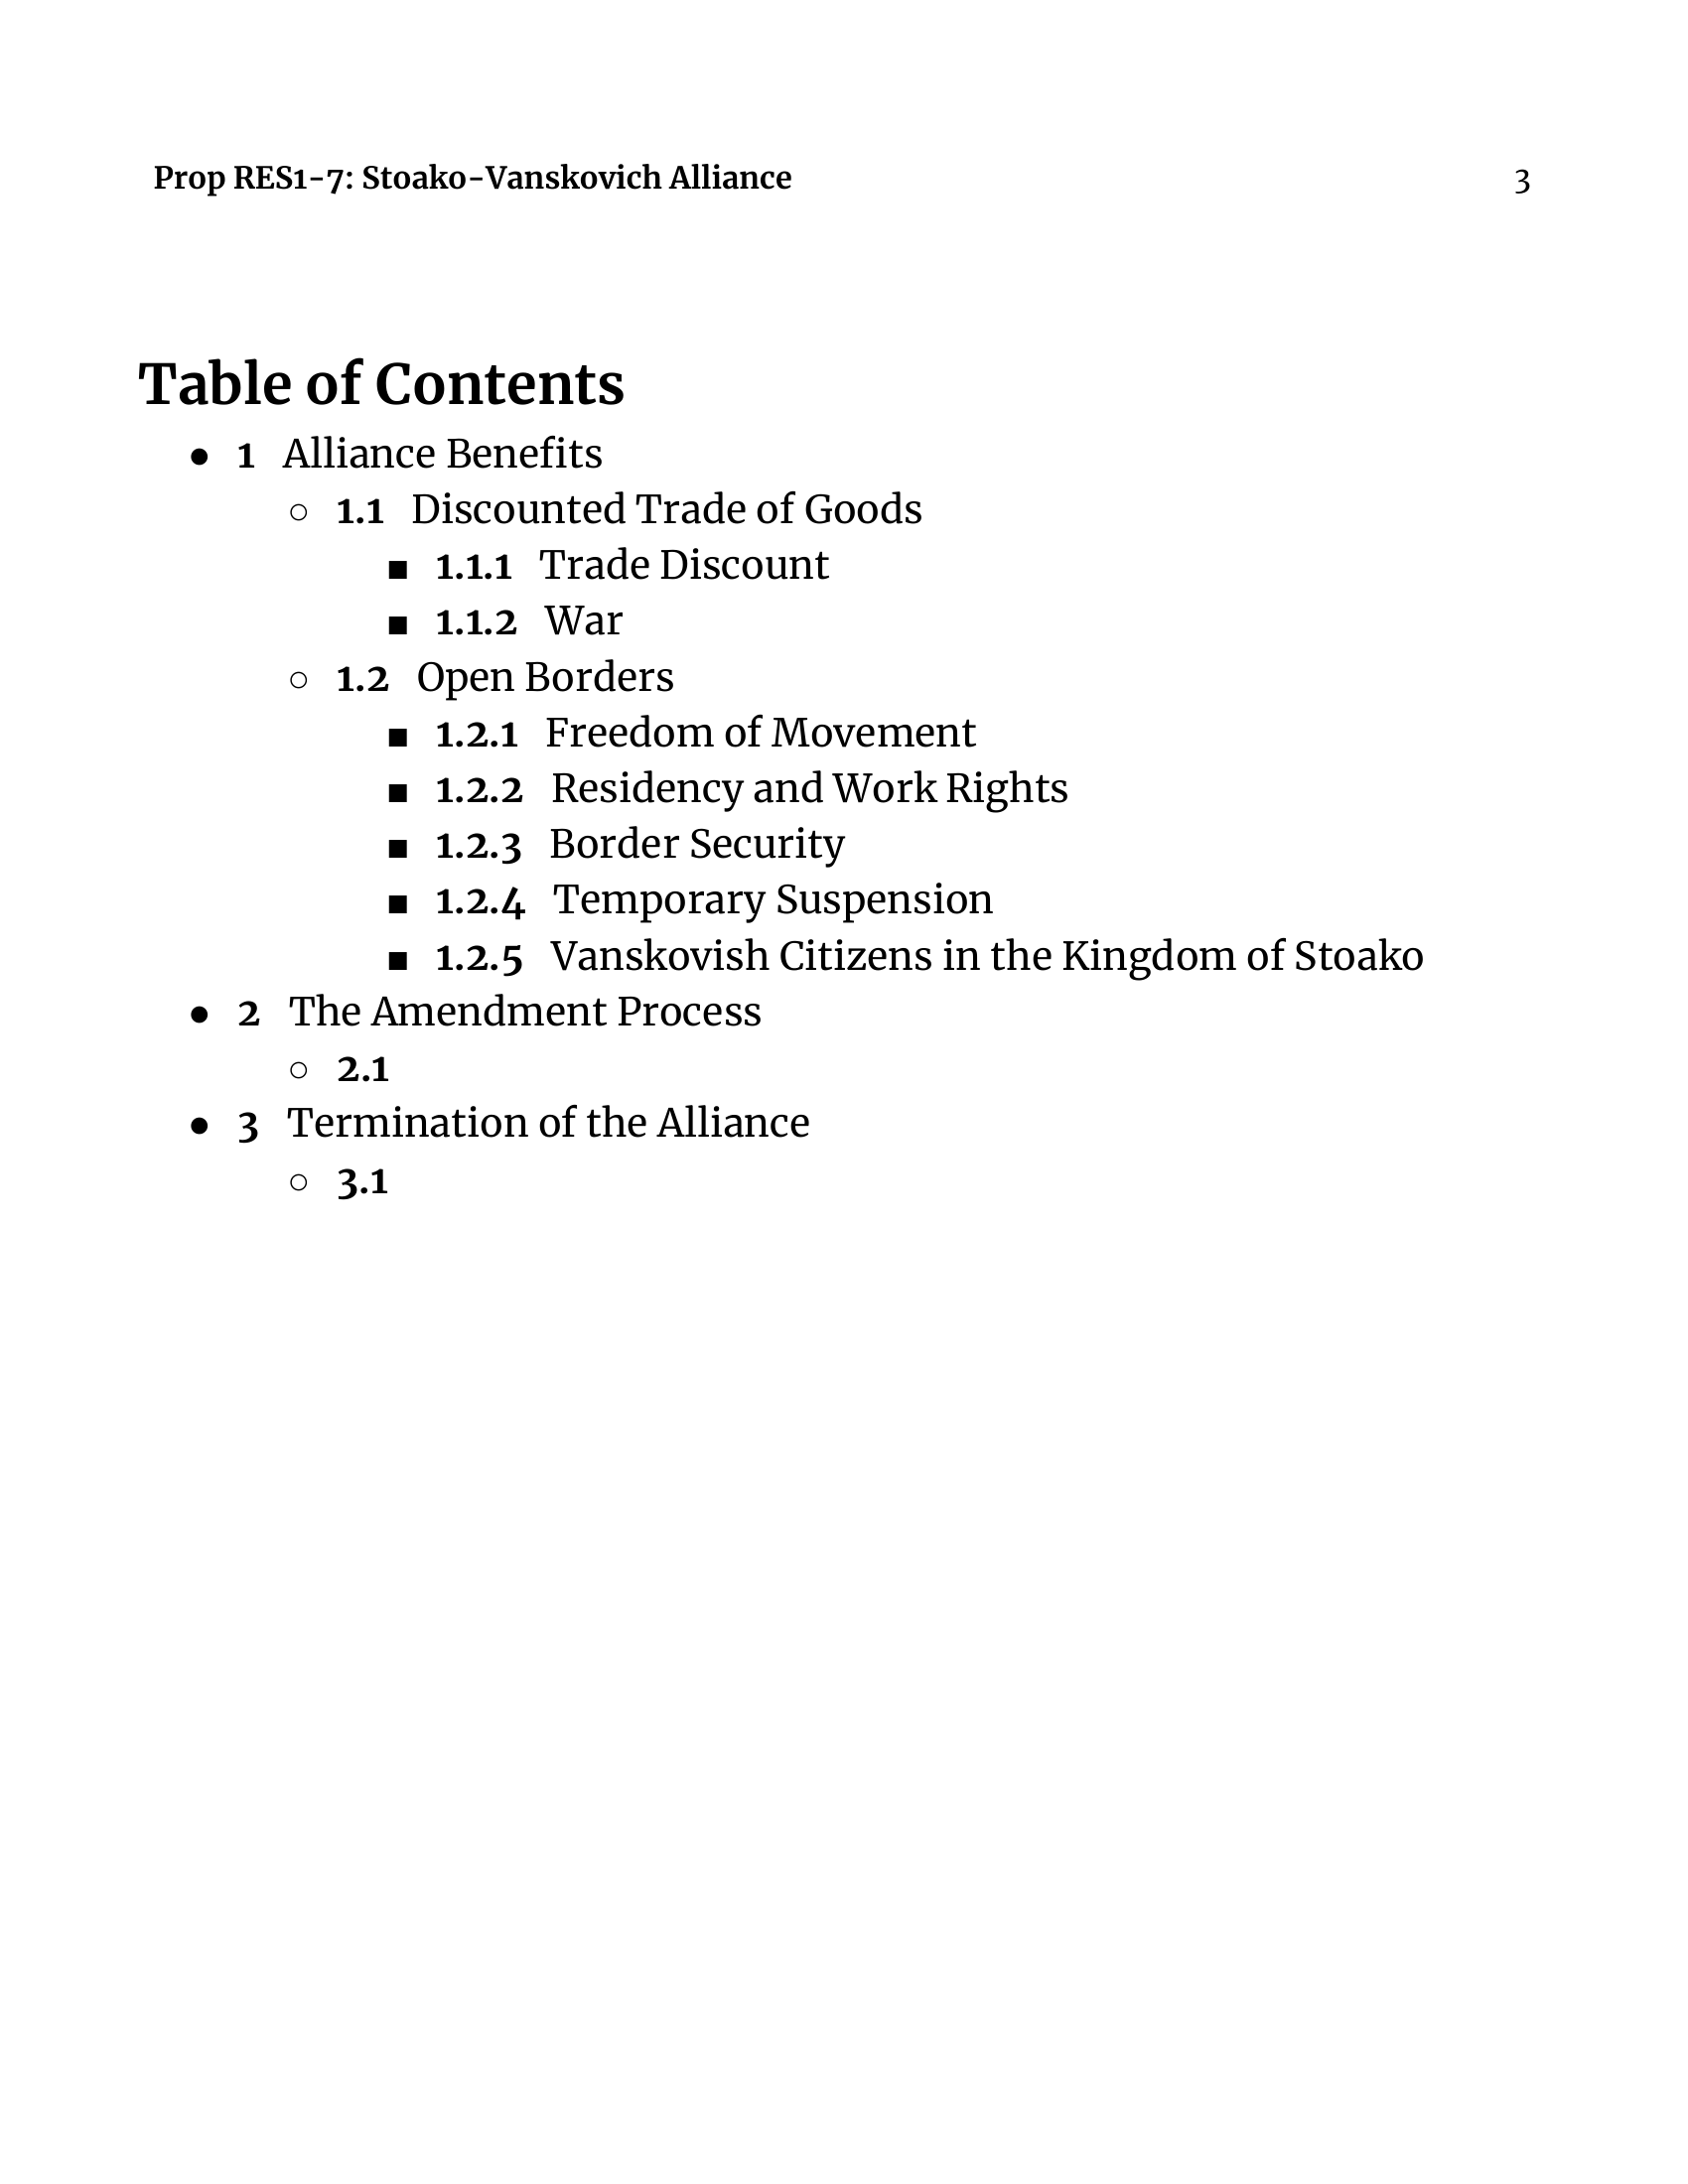 Prop RES1-7: Stoako-Vanskovich Alliance 3
Table of Contents
● 1 Alliance Benefits
○ 1.1 Discounted Trade of Goods
■ 1.1.1 Trade Discount
■ 1.1.2 War
○ 1.2 Open Borders
■ 1.2.1 Freedom of Movement
■ 1.2.2 Residency and Work Rights
■ 1.2.3 Border Security
■ 1.2.4 Temporary Suspension
■ 1.2.5 Vanskovish Citizens in the Kingdom of Stoako
● 2 The Amendment Process
○ 2.1
● 3 Termination of the Alliance
○ 3.1